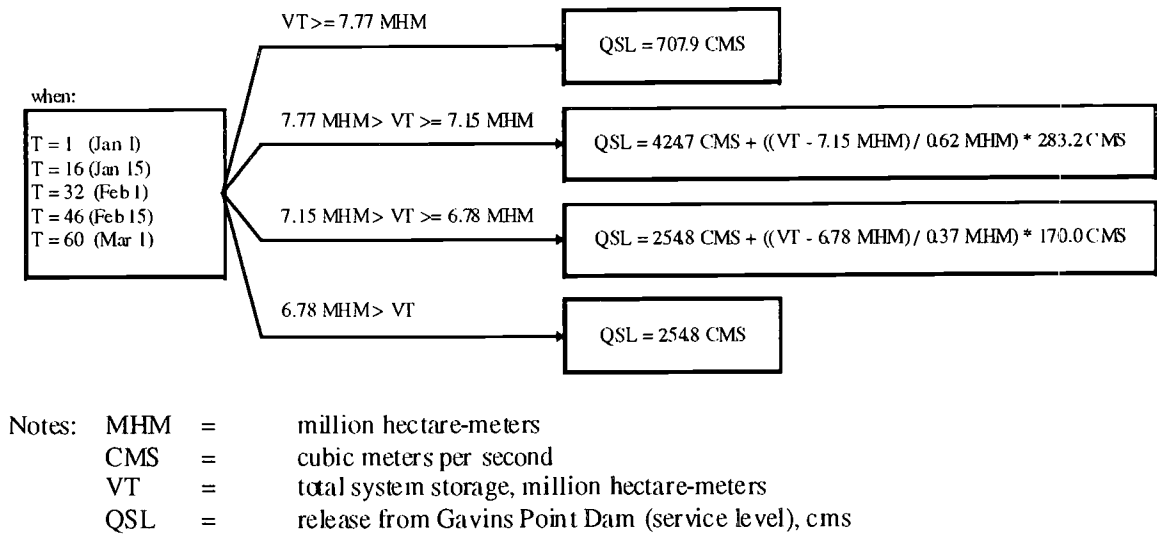 VT>= 7.77 MHM
QSL = 707.9 CMS
when:
T = 1 (Jan 1)
T = 16 (Jan 15)
T = 32 (Feb 1)
T = 46 (Feb 15)
T = 60 (Mar 1)
7.77 MHM> VT >= 7.15 MHM
QSL = 424.7 CMS + ((VT - 7.15 MHM) / 0.62 MHM) * 283.2 CMS
7.15 MHM> VT >= 6.78 MHM
QSL = 254.8 CMS + ((VT - 6.78 MHM) / 0.37 MHM) * 170.0 CMS
6.78 MHM> VT
QSL = 254.8 CMS
Notes: MHM = million hectare-meters
CMS = cubic meters per second
VT = total system storage, million hectare-meters
QSL = release from Gavins Point Dam (service level), cms